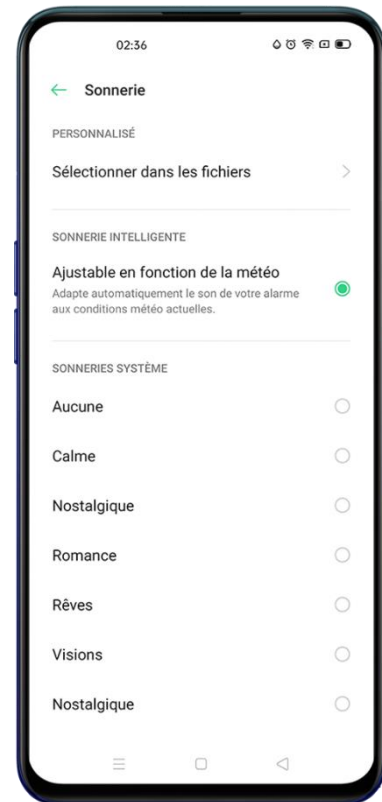 02:36
Sonnerie
PERSONNALISÉ
Sélectionner dans les fichiers
SONNERIE INTELLIGENTE
Ajustable en fonction de la météo
Adapte automatiquement le son de votre alarme
aux conditions météo actuelles.
SONNERIES SYSTÈME
Aucune
Calme
Nostalgique
Romance
Rêves
Visions
Nostalgique